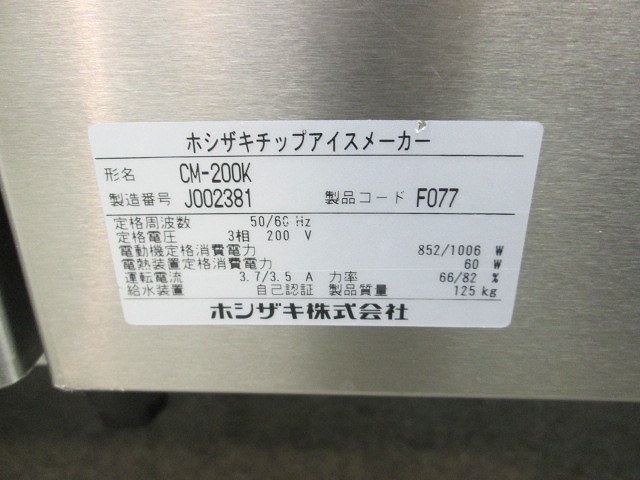 ホシザキチップアイスメーカー
形名 CM-200K
製造番号 J002381 製品コード F077
定格周波数 50/60 Hz
定格電圧 3相 200 V
電動機定格消費電力 852/1006 W
電熱装置定格消費電力 60 W
運転電流 3.7/3.5 A 力率 66/82 %
給水装置 自己認証 製品質量 125 kg
ホシザキ株式会社